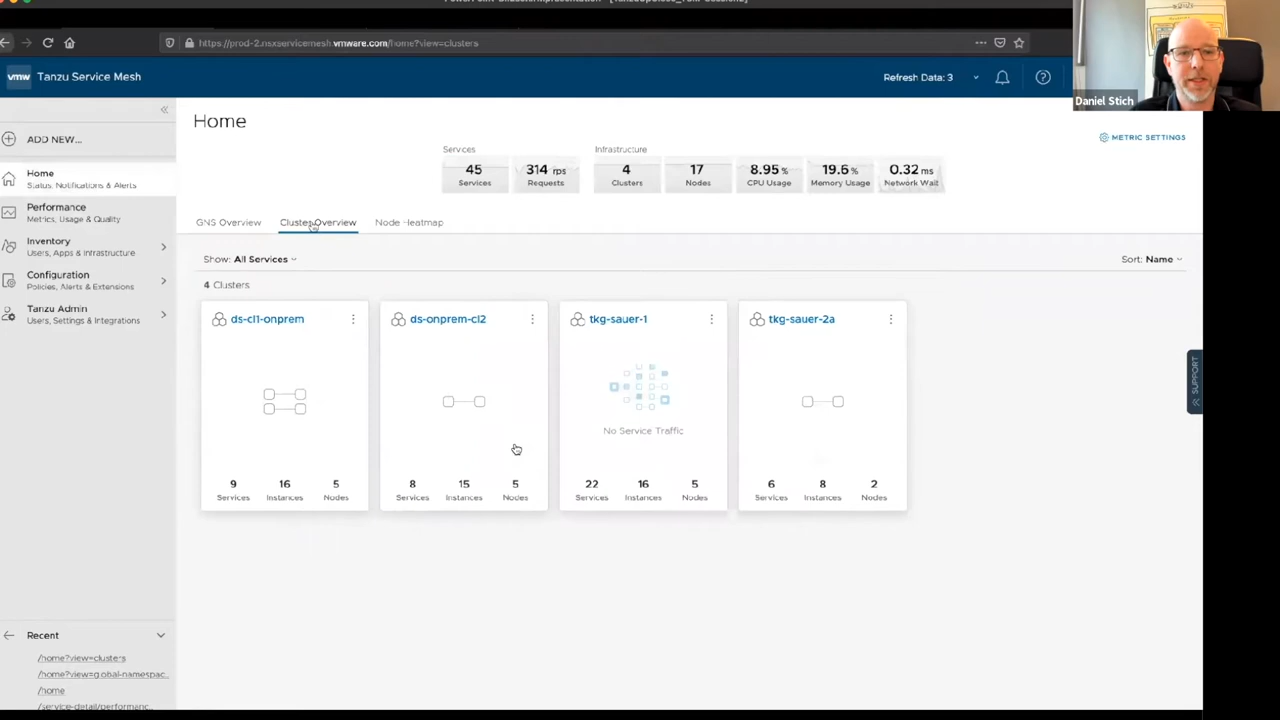 https://prod-2.nsxservicemesh.vmware.com/home?view=clusters
vmw Tanzu Service Mesh
Refresh Data: 3
Daniel Stich
ADD NEW...
Home
Status, Notifications & Alerts
Performance
Metrics, Usage & Quality
Inventory
Users, Apps & Infrastructure
Configuration
Policies, Alerts & Extensions
Tanzu Admin
Users, Settings & Integrations
Home
METRIC SETTINGS
Services
Infrastructure
45
Services
314 rps
Requests
4
Clusters
17
Nodes
8.95 %
CPU Usage
19.6 %
Memory Usage
0.32 ms
Network Wait
GNS Overview
Cluster Overview
Node Heatmap
Show: All Services
Sort: Name
4 Clusters
ds-cl1-onprem
9
Services
16
Instances
5
Nodes
ds-onprem-cl2
8
Services
15
Instances
5
Nodes
tkg-sauer-1
No Service Traffic
22
Services
16
Instances
5
Nodes
tkg-sauer-2a
6
Services
8
Instances
2
Nodes
SUPPORT
Recent
/home?view=clusters
/home?view=global-namespac...
/home
/service-detail/performanc...